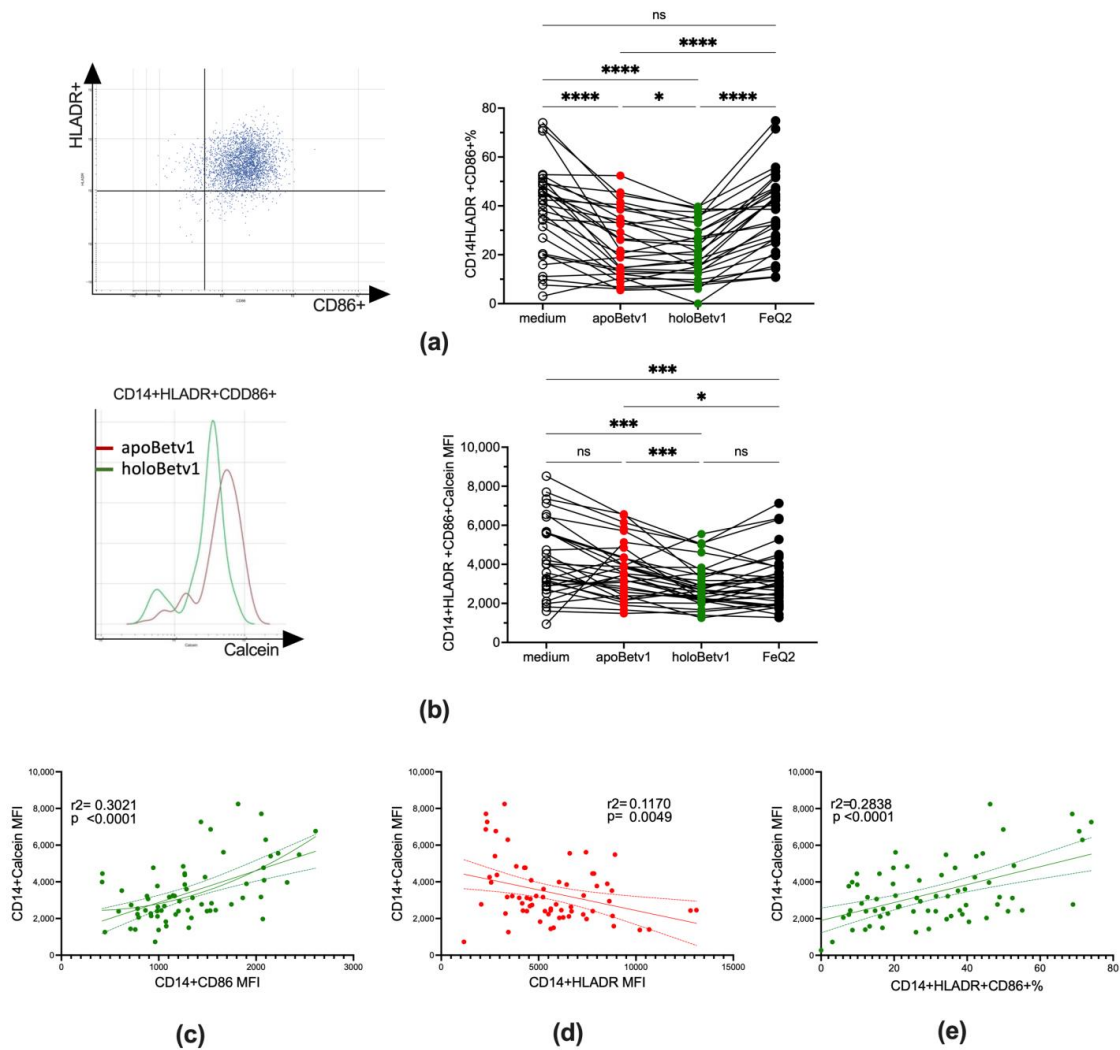 ns
****
****
**** * ****
HLADR+
HLADR
CD86
CD86+
CD14HLADR +CD86+%
80
60
40
20
0
medium apoBetv1 holoBetv1 FeQ2
(a)
CD14+HLADR+CDD86+
apoBetv1
holoBetv1
Calcein
Calcein
***
*
***
ns *** ns
CD14+HLADR +CD86+Calcein MFI
10,000
8,000
6,000
4,000
2,000
0
medium apoBetv1 holoBetv1 FeQ2
(b)
CD14+Calcein MFI
10,000
8,000
6,000
4,000
2,000
0
r2= 0.3021
p <0.0001
0 1000 2000 3000
CD14+CD86 MFI
(c)
CD14+Calcein MFI
10,000
8,000
6,000
4,000
2,000
0
r2= 0.1170
p= 0.0049
0 5000 10000 15000
CD14+HLADR MFI
(d)
CD14+Calcein MFI
10,000
8,000
6,000
4,000
2,000
0
r2=0.2838
p <0.0001
0 20 40 60 80
CD14+HLADR+CD86+%
(e)